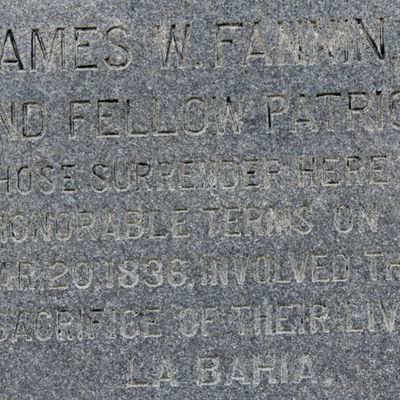 AMES W. FANNIN.
ND FELLOW PATRIO
HOSE SURRENDER HERE
HONORABLE TERMS ON
AR. 20, 1836, INVOLVED TH
SACRIFICE OF THEIR LIV
LA BAHIA.